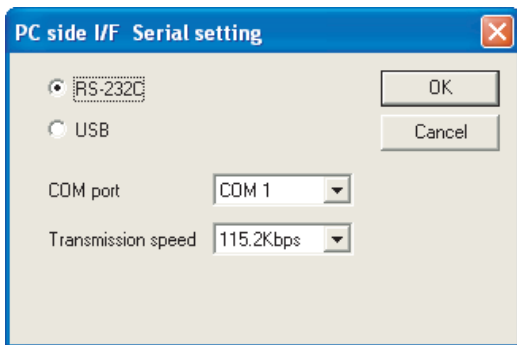 PC side I/F Serial setting
RS-232C
OK
USB
Cancel
COM port
COM 1
Transmission speed
115.2Kbps